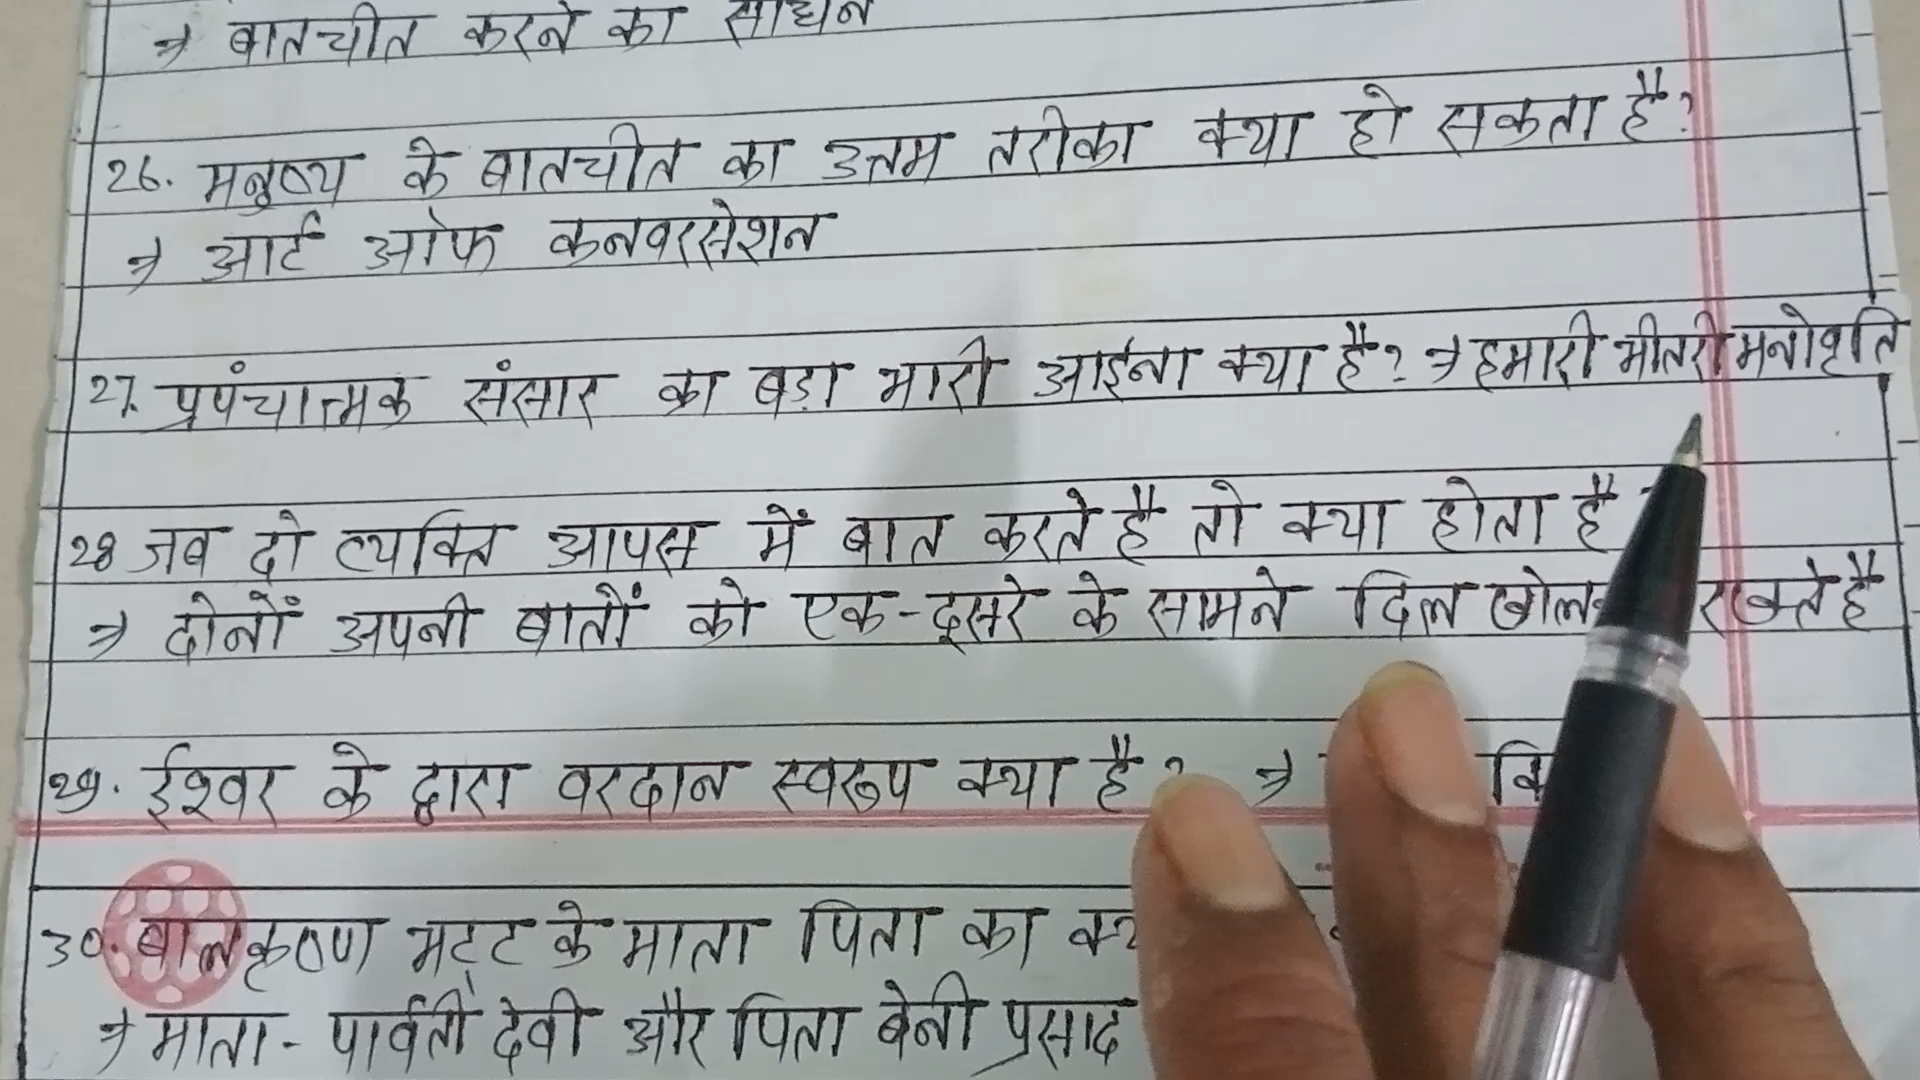 → बातचीत करने का साधन
26. मनुष्य के बातचीत का उत्तम तरीका क्या हो सकता है?
→ आर्ट ऑफ कनवरसेशन
27. प्रपंचात्मक संसार का बड़ा भारी आईना क्या है? → हमारी भीतरी मनोवृति
28 जब दो व्यक्ति आपस में बात करते है तो क्या होता है
→ दोनों अपनी बातों को एक-दूसरे के सामने दिल रखते है
29. ईश्वर के द्वारा वरदान स्वरूप क्या है? →
30. बालकृष्ण भट्ट के माता पिता का
→ माता - पार्वती देवी और पिता बेनी प्रसाद